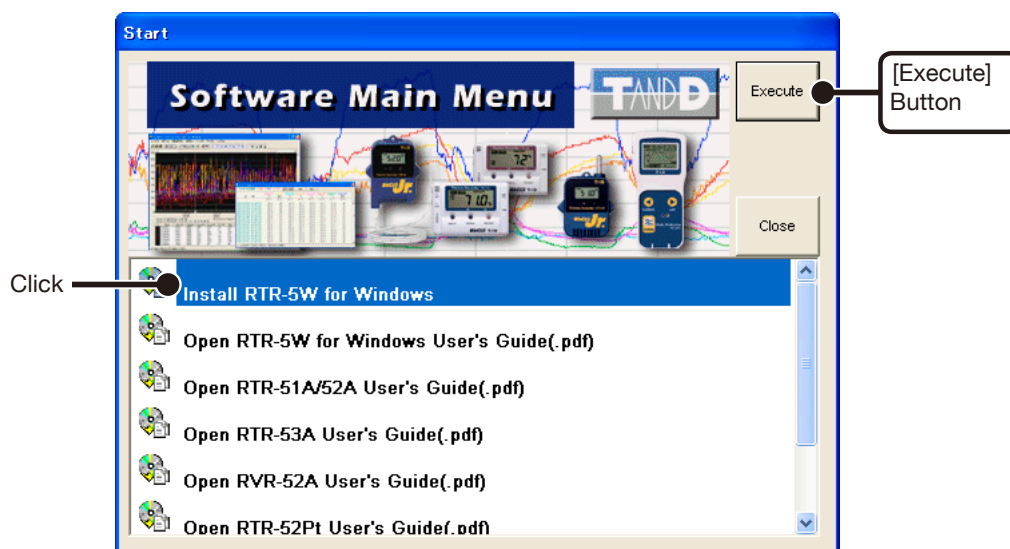 Start
Software Main Menu
TANDD
Execute
[Execute]
Button
Close
Click
Install RTR-5W for Windows
Open RTR-5W for Windows User's Guide(.pdf)
Open RTR-51A/52A User's Guide(.pdf)
Open RTR-53A User's Guide(.pdf)
Open RVR-52A User's Guide(.pdf)
Open RTR-52Pt User's Guide(.pdf)